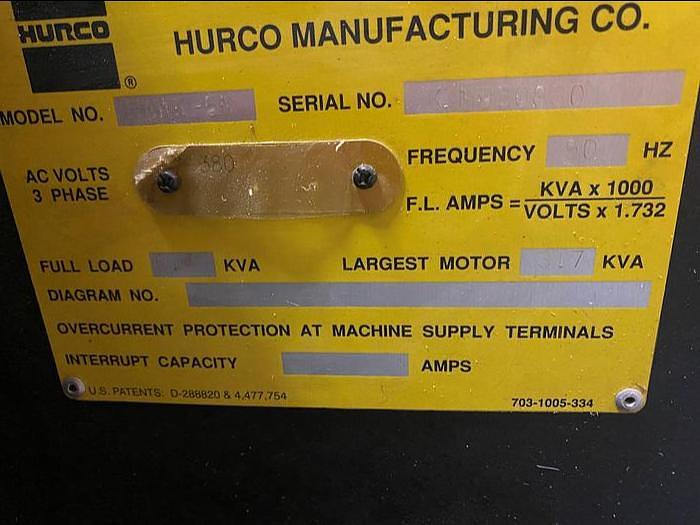 HURCO
®
HURCO MANUFACTURING CO.
MODEL NO.
SERIAL NO.
AC VOLTS
3 PHASE
380
FREQUENCY HZ
F.L. AMPS = KVA x 1000
VOLTS x 1.732
FULL LOAD KVA
LARGEST MOTOR KVA
DIAGRAM NO.
OVERCURRENT PROTECTION AT MACHINE SUPPLY TERMINALS
INTERRUPT CAPACITY AMPS
U.S. PATENTS: D-288820 & 4,477,754
703-1005-334